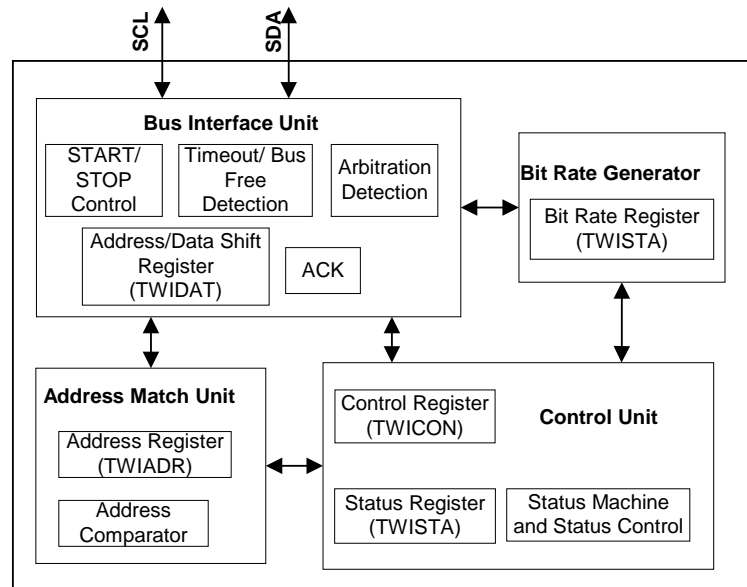 SCL
SDA
Bus Interface Unit
START/
STOP
Control
Timeout/ Bus
Free
Detection
Arbitration
Detection
Address/Data Shift
Register
(TWIDAT)
ACK
Bit Rate Generator
Bit Rate Register
(TWISTA)
Address Match Unit
Address Register
(TWIADR)
Address
Comparator
Control Unit
Control Register
(TWICON)
Status Register
(TWISTA)
Status Machine
and Status Control